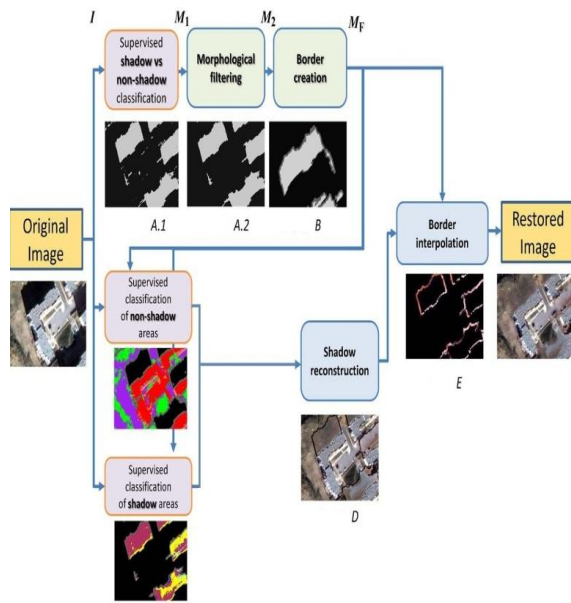 I
M1
M2
MF
Supervised
shadow vs
non-shadow
classification
Morphological
filtering
Border
creation
A.1
A.2
B
Original
Image
Border
interpolation
Restored
Image
Supervised
classification
of non-shadow
areas
Shadow
reconstruction
E
D
Supervised
classification
of shadow areas